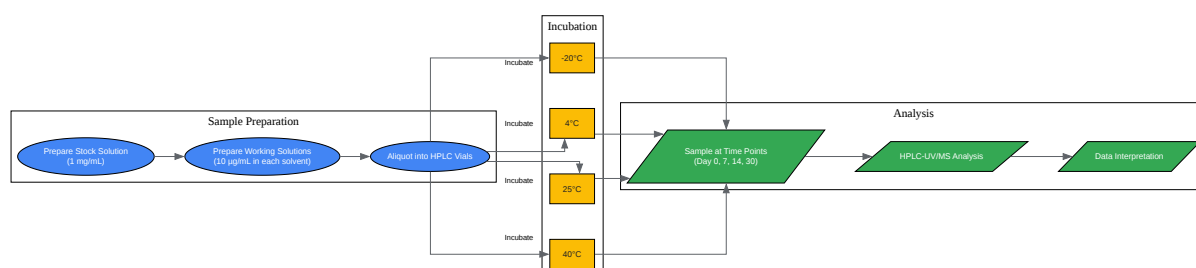 Sample Preparation
Prepare Stock Solution
(1 mg/mL)
Prepare Working Solutions
(10 µg/mL in each solvent)
Aliquot into HPLC Vials
Incubate
Incubate
Incubate
Incubate
Incubation
-20°C
4°C
25°C
40°C
Analysis
Sample at Time Points
(Day 0, 7, 14, 30)
HPLC-UV/MS Analysis
Data Interpretation